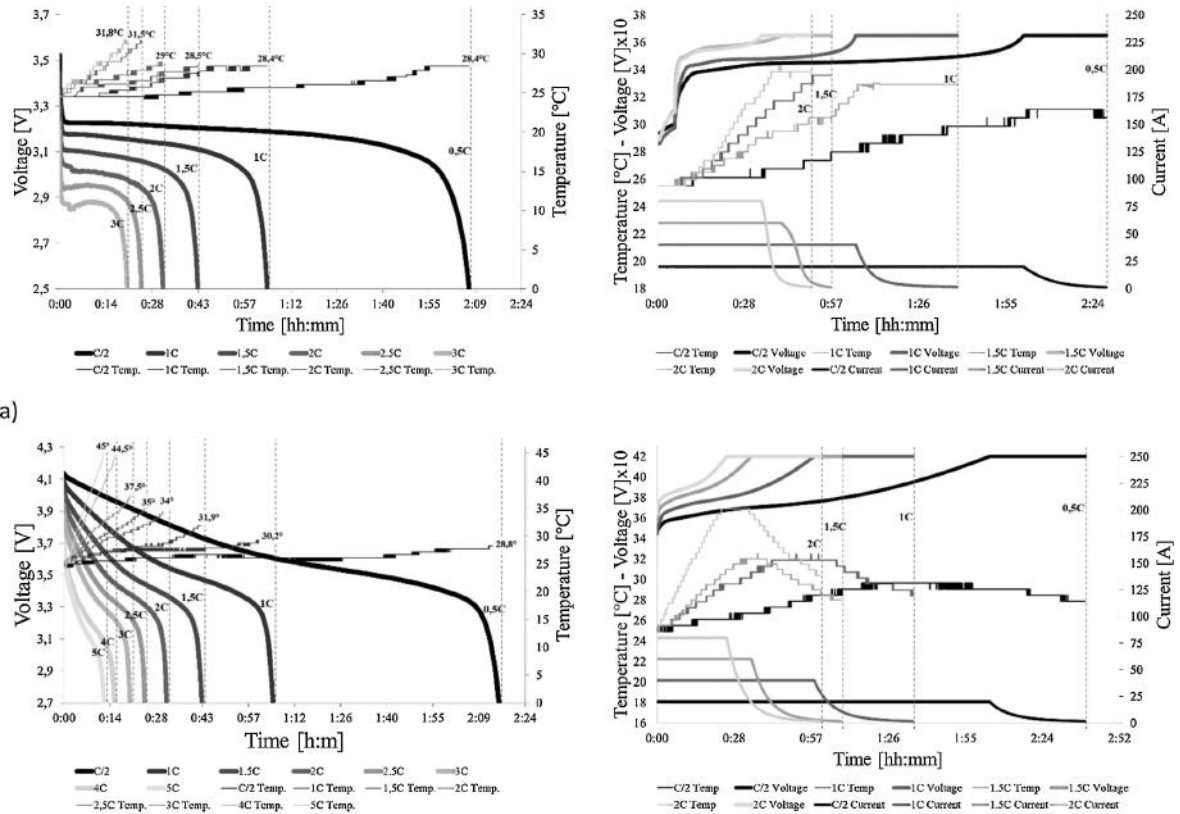 3,7
3,5
3,3
3,1
2,9
2,7
2,5
Voltage [V]
31,8°C
31,5°C
29°C
28,5°C
28,4°C
28,4°C
0,5C
1C
1,5C
2C
2,5C
3C
35
30
25
20
15
10
5
0
Temperature [°C]
0:00 0:14 0:28 0:43 0:57 1:12 1:26 1:40 1:55 2:09 2:24
Time [hh:mm]
C/2 1C 1,5C 2C 2.5C 3C
C/2 Temp. 1C Temp. 1,5C Temp. 2C Temp. 2,5C Temp. 3C Temp.
38
36
34
32
30
28
26
24
22
20
18
Temperature [°C] - Voltage [V]x10
2C
1,5C
1C
0,5C
250
225
200
175
150
125
100
75
50
25
0
Current [A]
0:00 0:28 0:57 1:26 1:55 2:24
Time [hh:mm]
C/2 Temp C/2 Voltage 1C Temp 1C Voltage 1.5C Temp 1.5C Voltage
2C Temp 2C Voltage C/2 Current 1C Current 1.5C Current 2C Current
a)
4,3
4,1
3,9
3,7
3,5
3,3
3,1
2,9
2,7
Voltage [V]
45°
44,5°
37,5°
35°
34°
31,9°
30,2°
28,8°
0,5C
1C
1,5C
2C
2,5C
3C
4C
5C
45
40
35
30
25
20
15
10
5
0
Temperature [°C]
0:00 0:14 0:28 0:43 0:57 1:12 1:26 1:40 1:55 2:09 2:24
Time [h:m]
C/2 1C 1.5C 2C 2.5C 3C
4C 5C C/2 Temp. 1C Temp. 1,5C Temp. 2C Temp.
2,5C Temp. 3C Temp. 4C Temp. 5C Temp.
42
40
38
36
34
32
30
28
26
24
22
20
18
16
Temperature [°C] - Voltage [V]x10
1,5C
2C
1C
0,5C
250
225
200
175
150
125
100
75
50
25
0
Current [A]
0:00 0:28 0:57 1:26 1:55 2:24 2:52
Time [hh:mm]
C/2 Temp C/2 Voltage 1C Temp 1C Voltage 1.5C Temp 1.5C Voltage
2C Temp 2C Voltage C/2 Current 1C Current 1.5C Current 2C Current